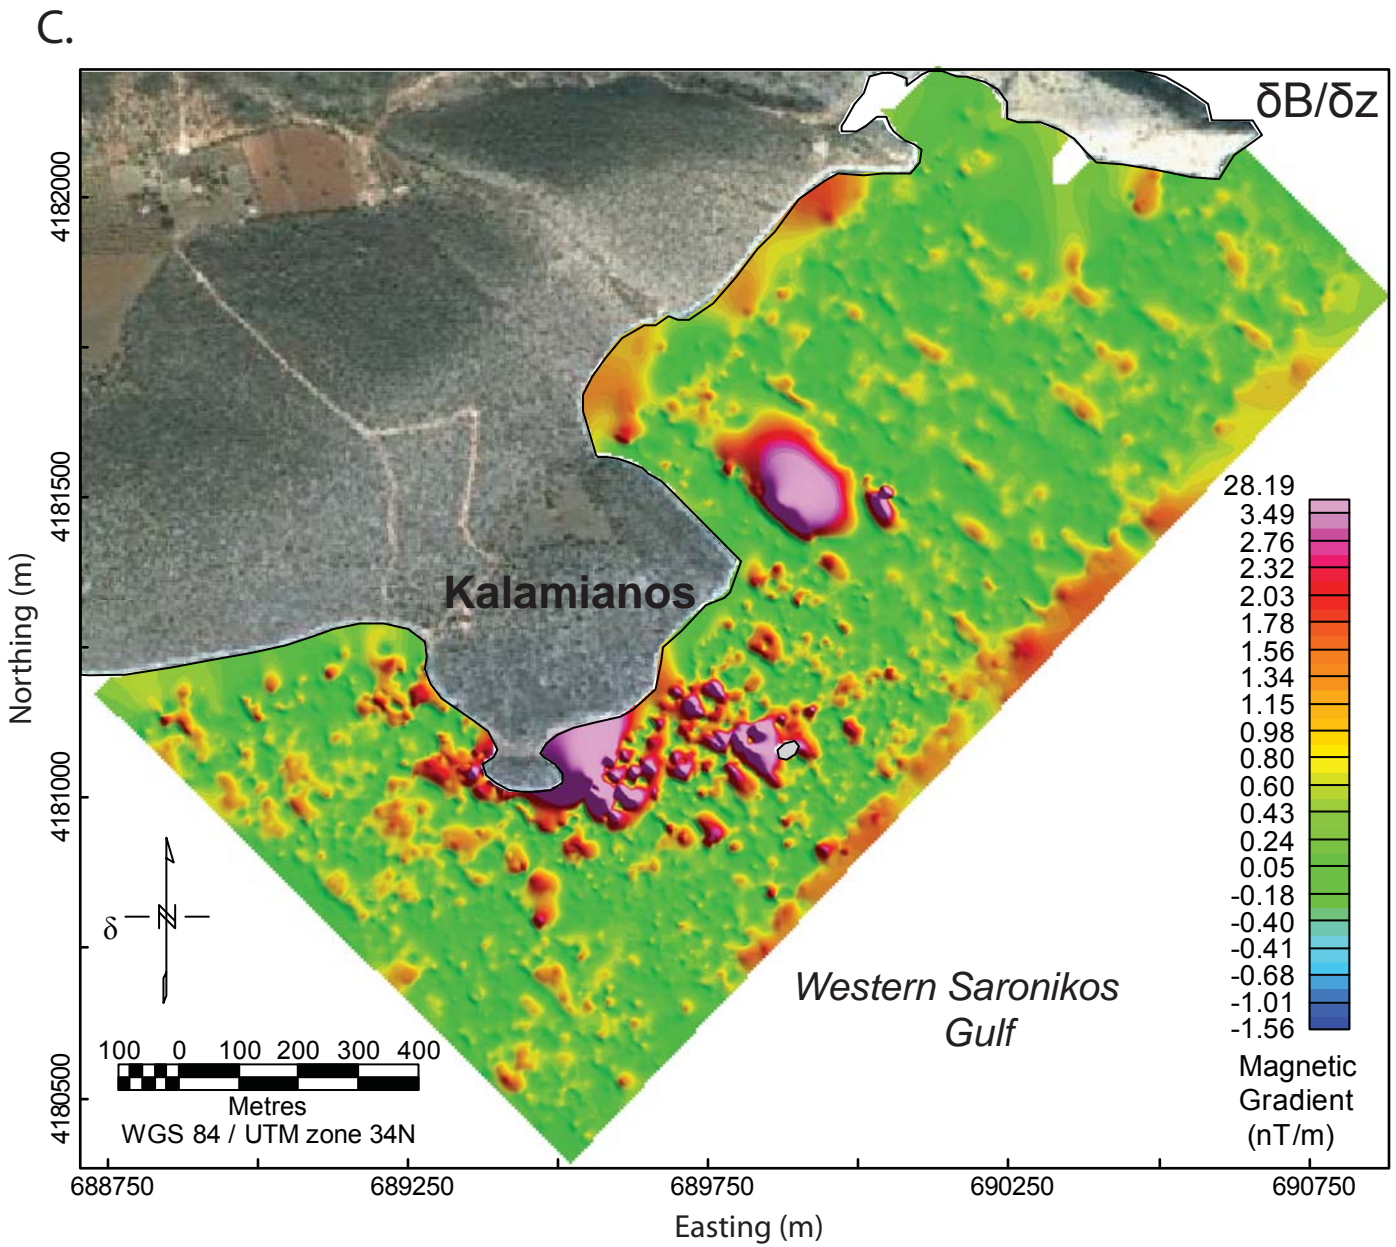 C.
δB/δz
4182000
4181500
4181000
4180500
Northing (m)
Kalamianos
28.19
3.49
2.76
2.32
2.03
1.78
1.56
1.34
1.15
0.98
0.80
0.60
0.43
0.24
0.05
-0.18
-0.40
-0.41
-0.68
-1.01
-1.56
Magnetic
Gradient
(nT/m)
Western Saronikos
Gulf
δ N
100 0 100 200 300 400
Metres
WGS 84 / UTM zone 34N
688750 689250 689750 690250 690750
Easting (m)